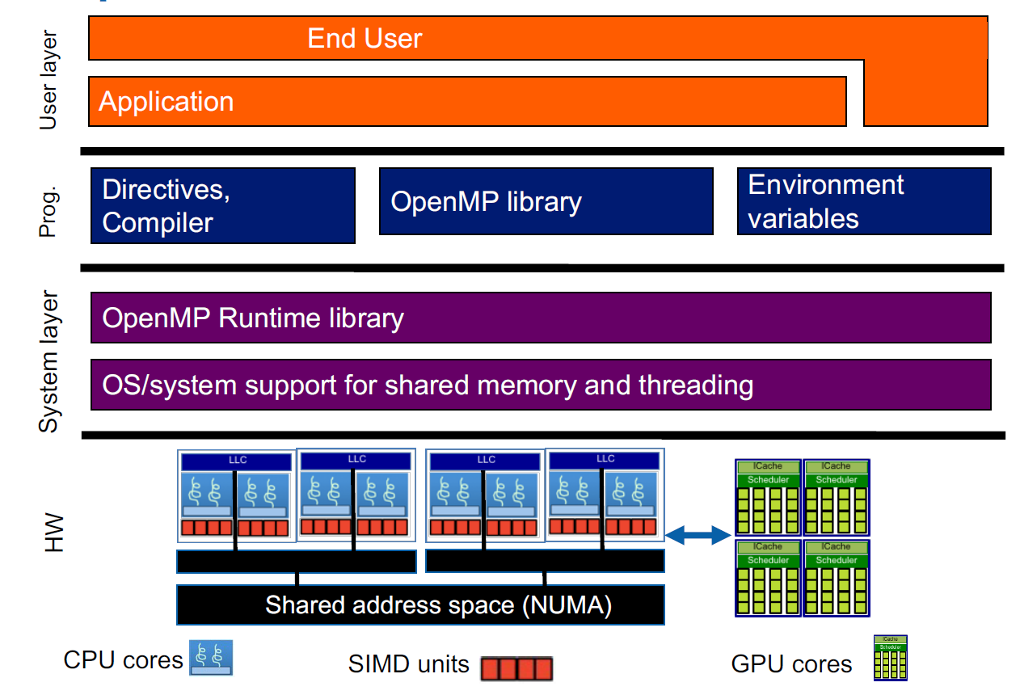 User layer
End User
Application
Prog.
Directives,
Compiler
OpenMP library
Environment
variables
System layer
OpenMP Runtime library
OS/system support for shared memory and threading
HW
LLC
LLC
LLC
LLC
ICache
ICache
Scheduler
Scheduler
ICache
ICache
Scheduler
Scheduler
Shared address space (NUMA)
CPU cores
SIMD units
GPU cores
ICache
Scheduler